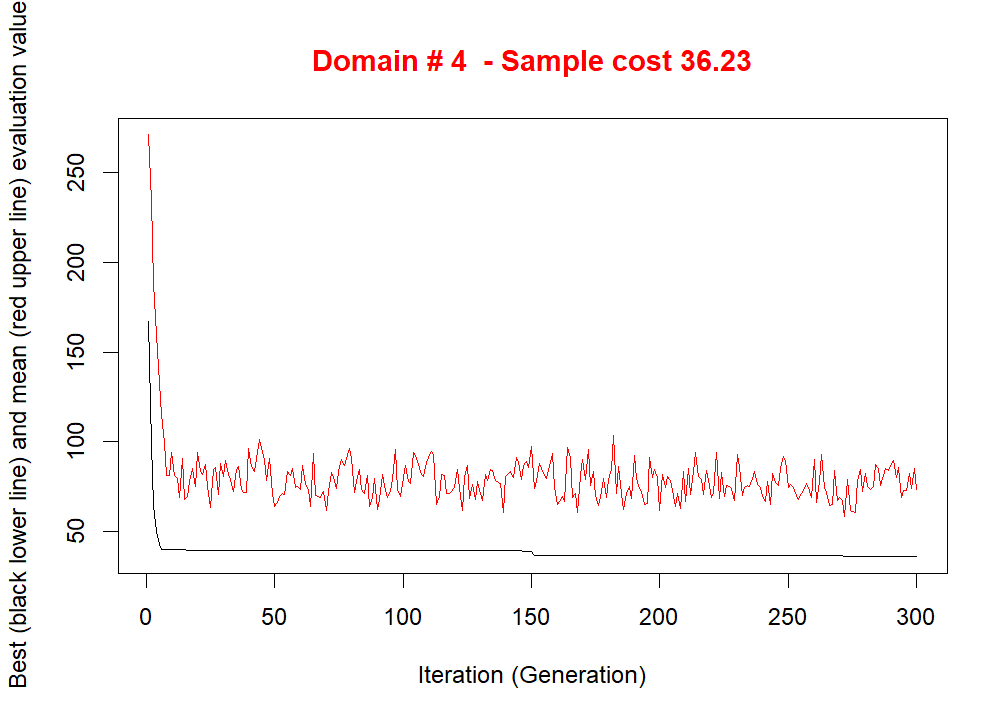 Domain # 4  - Sample cost 36.23
Best (black lower line) and mean (red upper line) evaluation value
250
200
150
100
50
0 50 100 150 200 250 300
Iteration (Generation)